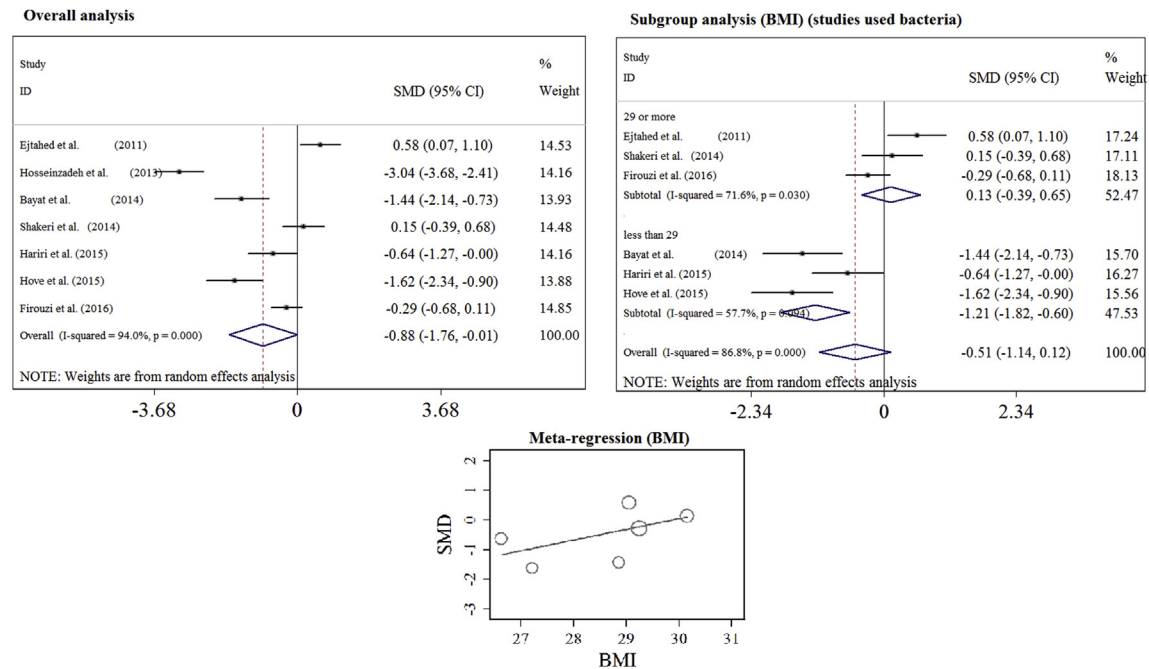 Overall analysis
Study %
ID SMD (95% CI) Weight
Ejtahed et al. (2011) 0.58 (0.07, 1.10) 14.53
Hosseinzadeh et al. (2013) -3.04 (-3.68, -2.41) 14.16
Bayat et al. (2014) -1.44 (-2.14, -0.73) 13.93
Shakeri et al. (2014) 0.15 (-0.39, 0.68) 14.48
Hariri et al. (2015) -0.64 (-1.27, -0.00) 14.16
Hove et al. (2015) -1.62 (-2.34, -0.90) 13.88
Firouzi et al. (2016) -0.29 (-0.68, 0.11) 14.85
Overall (I-squared = 94.0%, p = 0.000) -0.88 (-1.76, -0.01) 100.00
NOTE: Weights are from random effects analysis
-3.68 0 3.68
Subgroup analysis (BMI) (studies used bacteria)
Study %
ID SMD (95% CI) Weight
29 or more
Ejtahed et al. (2011) 0.58 (0.07, 1.10) 17.24
Shakeri et al. (2014) 0.15 (-0.39, 0.68) 17.11
Firouzi et al. (2016) -0.29 (-0.68, 0.11) 18.13
Subtotal (I-squared = 71.6%, p = 0.030) 0.13 (-0.39, 0.65) 52.47
less than 29
Bayat et al. (2014) -1.44 (-2.14, -0.73) 15.70
Hariri et al. (2015) -0.64 (-1.27, -0.00) 16.27
Hove et al. (2015) -1.62 (-2.34, -0.90) 15.56
Subtotal (I-squared = 57.7%, p = 0.094) -1.21 (-1.82, -0.60) 47.53
Overall (I-squared = 86.8%, p = 0.000) -0.51 (-1.14, 0.12) 100.00
NOTE: Weights are from random effects analysis
-2.34 0 2.34
Meta-regression (BMI)
SMD
2
1
0
-1
-2
-3
27 28 29 30 31
BMI